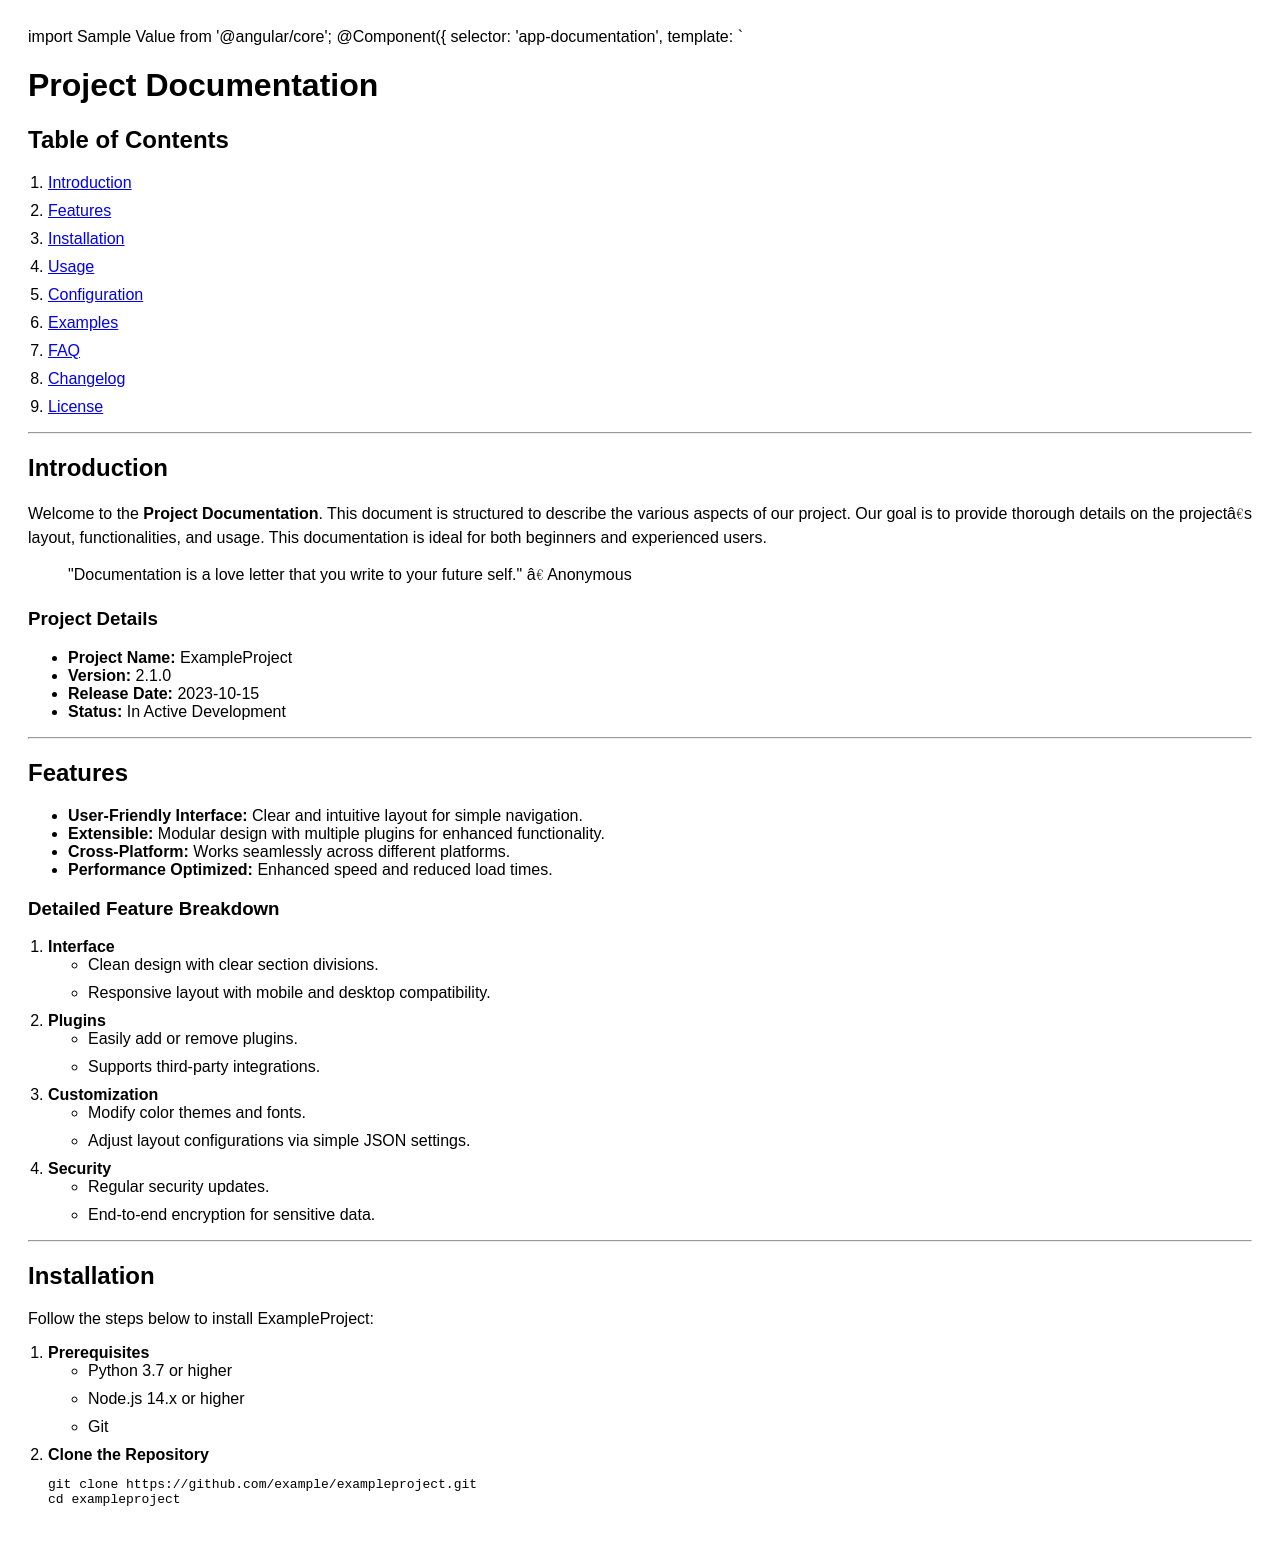 import Sample Value from '@angular/core'; @Component({ selector: 'app-documentation', template: `
Project Documentation
Table of Contents
1. Introduction
2. Features
3. Installation
4. Usage
5. Configuration
6. Examples
7. FAQ
8. Changelog
9. License
Introduction
Welcome to the Project Documentation. This document is structured to describe the various aspects of our project. Our goal is to provide thorough details on the projectâ€s
layout, functionalities, and usage. This documentation is ideal for both beginners and experienced users.
"Documentation is a love letter that you write to your future self." â€ Anonymous
Project Details
• Project Name: ExampleProject
• Version: 2.1.0
• Release Date: 2023-10-15
• Status: In Active Development
Features
• User-Friendly Interface: Clear and intuitive layout for simple navigation.
• Extensible: Modular design with multiple plugins for enhanced functionality.
• Cross-Platform: Works seamlessly across different platforms.
• Performance Optimized: Enhanced speed and reduced load times.
Detailed Feature Breakdown
1. Interface
◦ Clean design with clear section divisions.
◦ Responsive layout with mobile and desktop compatibility.
2. Plugins
◦ Easily add or remove plugins.
◦ Supports third-party integrations.
3. Customization
◦ Modify color themes and fonts.
◦ Adjust layout configurations via simple JSON settings.
4. Security
◦ Regular security updates.
◦ End-to-end encryption for sensitive data.
Installation
Follow the steps below to install ExampleProject:
1. Prerequisites
◦ Python 3.7 or higher
◦ Node.js 14.x or higher
◦ Git
2. Clone the Repository
git clone https://github.com/example/exampleproject.git
cd exampleproject